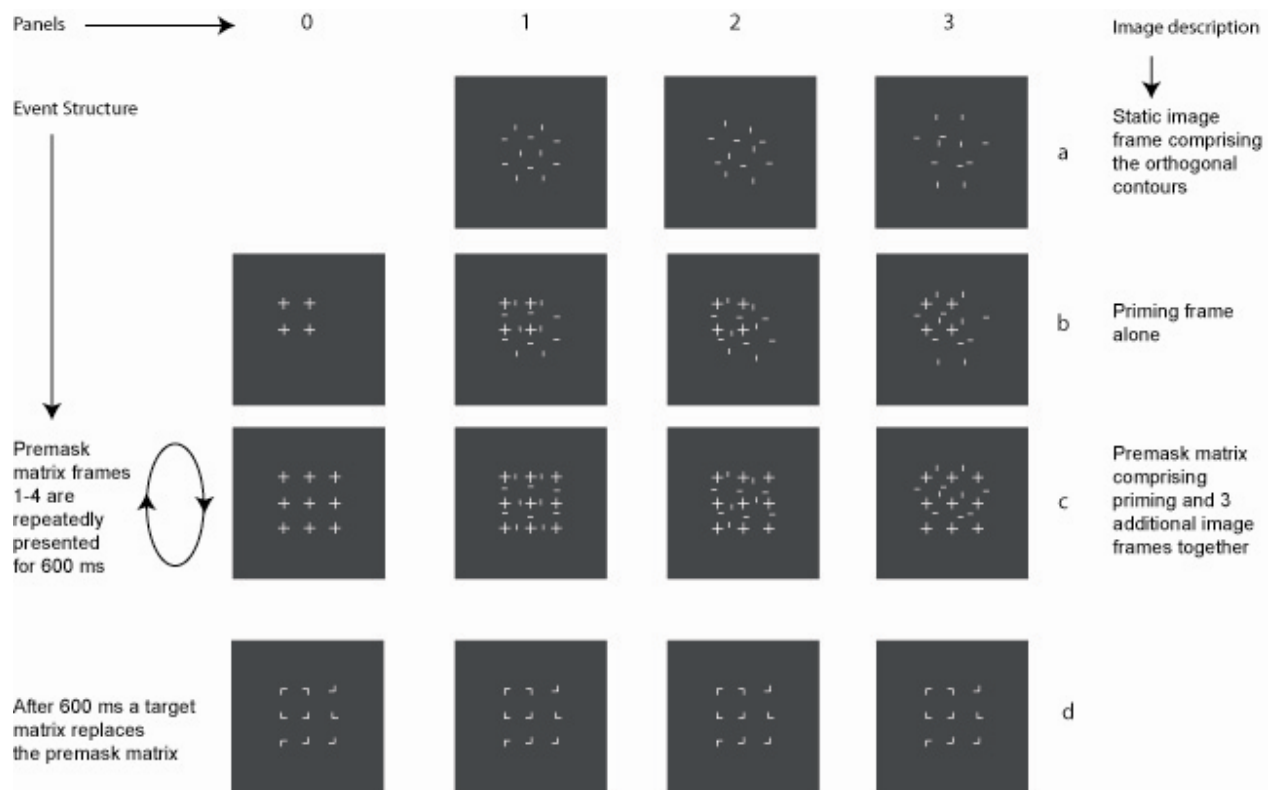 Panels
0
1
2
3
Image description
Event Structure
Static image
frame comprising
the orthogonal
contours
a
Priming frame
alone
b
Premask
matrix frames
1-4 are
repeatedly
presented
for 600 ms
c
Premask matrix
comprising
priming and 3
additional image
frames together
After 600 ms a target
matrix replaces
the premask matrix
d